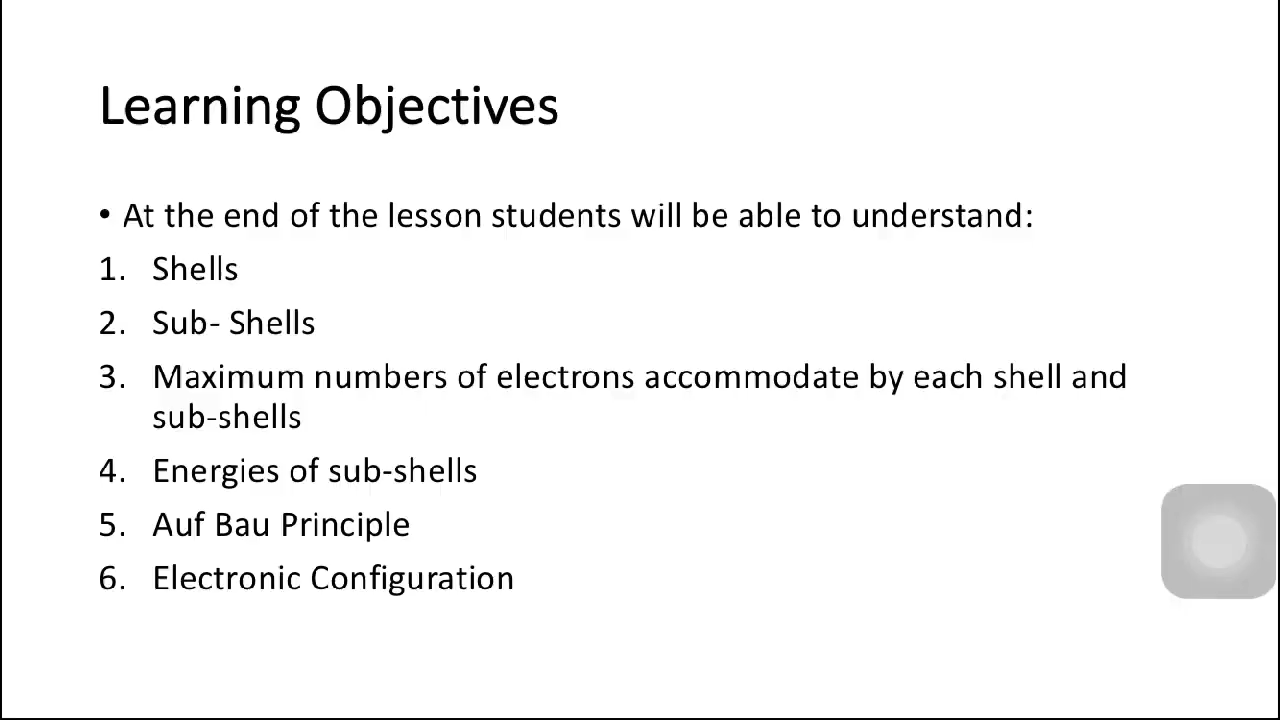 Learning Objectives
• At the end of the lesson students will be able to understand:
1. Shells
2. Sub- Shells
3. Maximum numbers of electrons accommodate by each shell and
sub-shells
4. Energies of sub-shells
5. Auf Bau Principle
6. Electronic Configuration